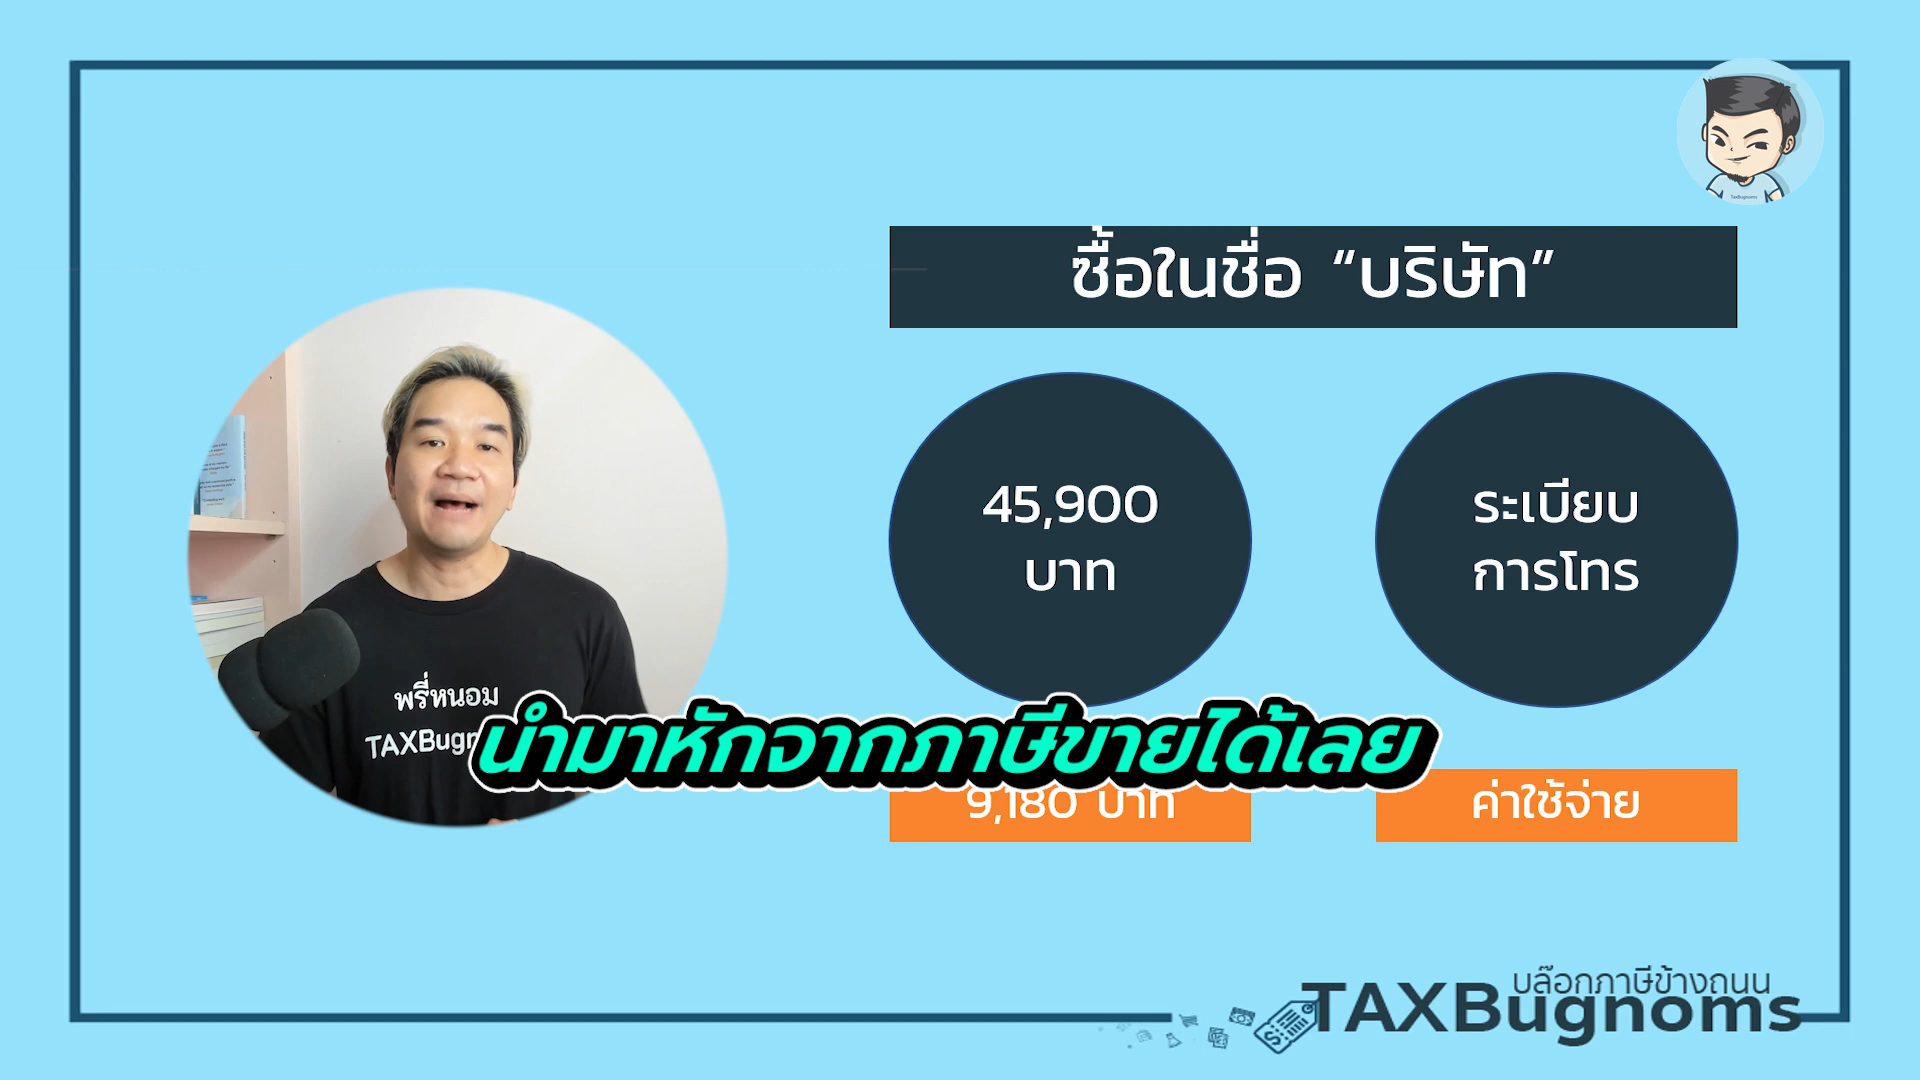 ซื้อในชื่อ “บริษัท”
45,900
บาท
ระเบียบ
การโทร
พรี่หนอม
TAXBugn
นำมาหักจากภาษีขายได้เลย
9,180 บาท
ค่าใช้จ่าย
บล๊อกภาษีข้างถนน
TAXBugnoms